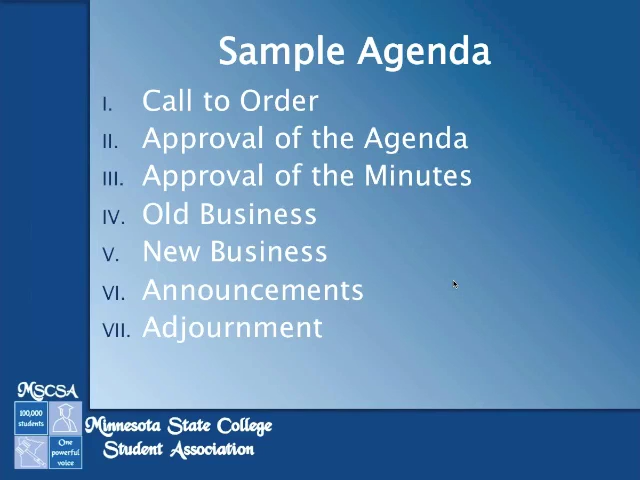 Sample Agenda
I. Call to Order
II. Approval of the Agenda
III. Approval of the Minutes
IV. Old Business
V. New Business
VI. Announcements
VII. Adjournment
MSCSA
100,000
students
One
powerful
voice
Minnesota State College
Student Association